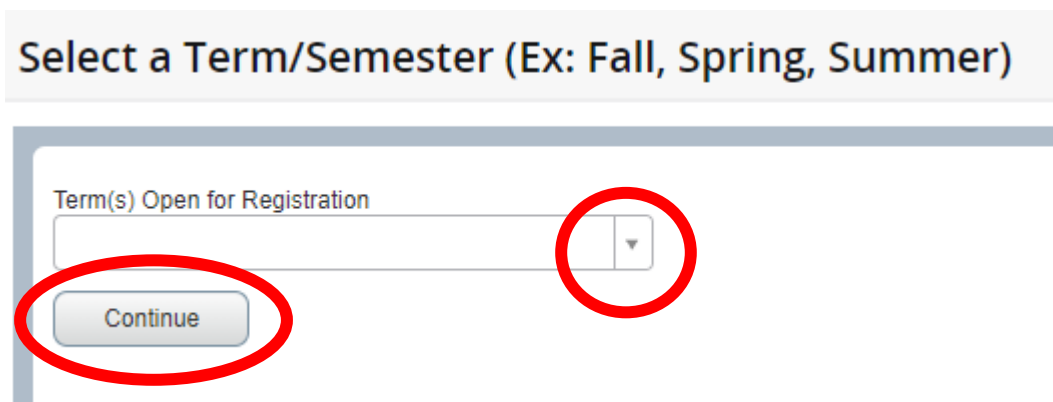 Select a Term/Semester (Ex: Fall, Spring, Summer)
Term(s) Open for Registration
Continue